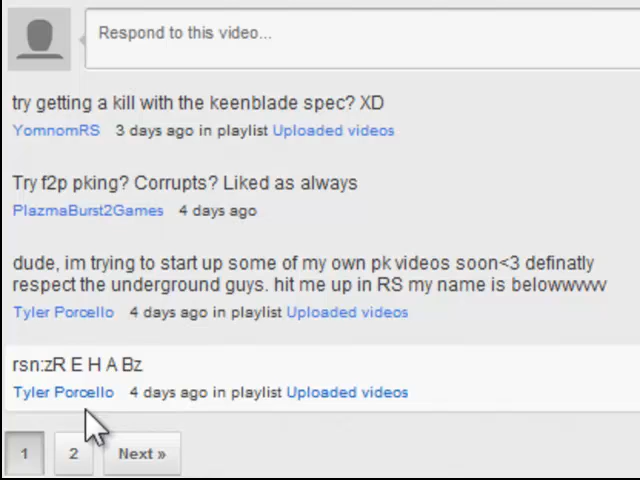 Respond to this video...
try getting a kill with the keenblade spec? XD
YomnomRS 3 days ago in playlist Uploaded videos
Try f2p pking? Corrupts? Liked as always
PlazmaBurst2Games 4 days ago
dude, im trying to start up some of my own pk videos soon<3 definatly
respect the underground guys. hit me up in RS my name is belowwwvw
Tyler Porcello 4 days ago in playlist Uploaded videos
rsn:zR E H A Bz
Tyler Porcello 4 days ago in playlist Uploaded videos
1 2 Next »